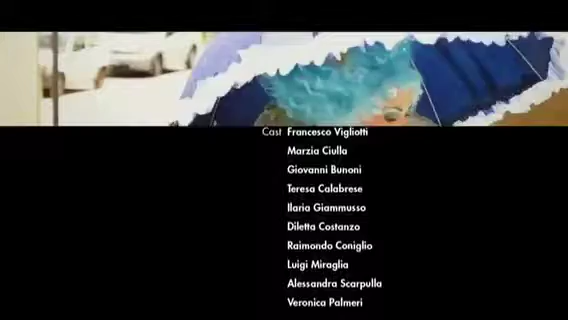 Cast Francesco Vigliotti
Marzia Ciulla
Giovanni Bunoni
Teresa Calabrese
Ilaria Giammusso
Diletta Costanzo
Raimondo Coniglio
Luigi Miraglia
Alessandra Scarpulla
Veronica Palmeri